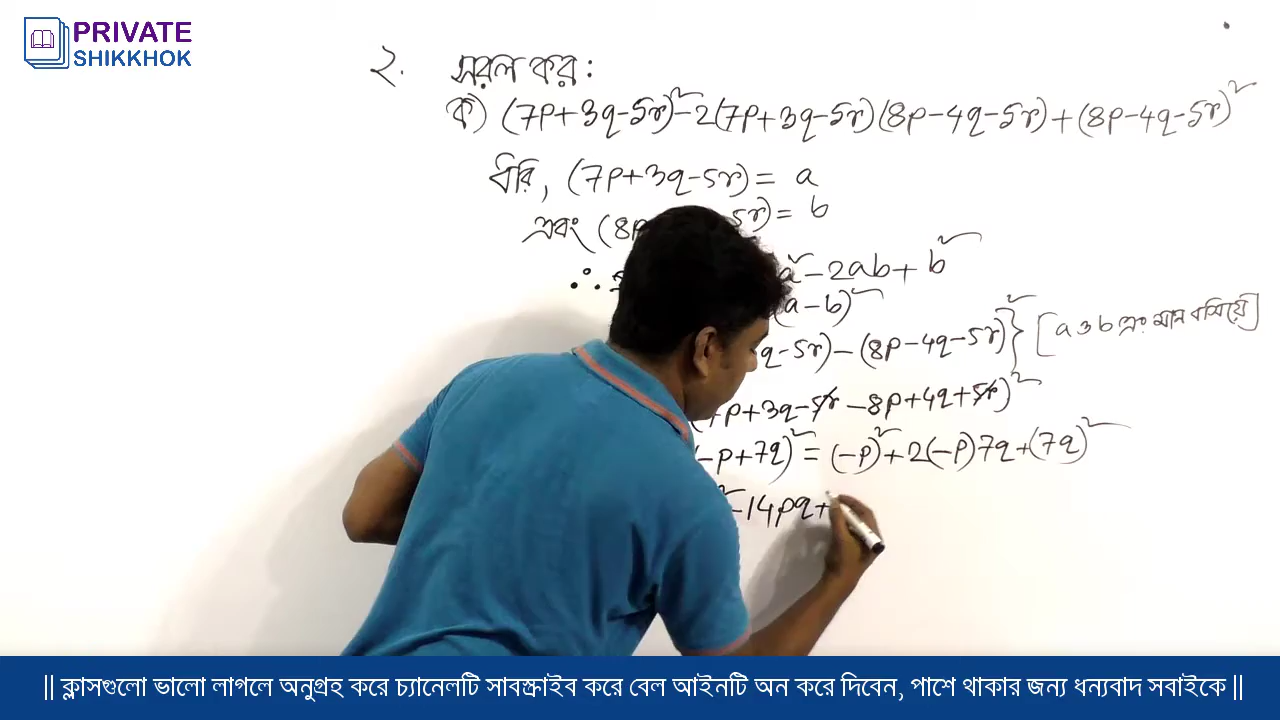 PRIVATE
SHIKKHOK
২. সরল কর:
ক) (7p+3q-5r)²-2(7p+3q-5r)(8p-4q-5r)+(8p-4q-5r)²
ধরি, (7p+3q-5r)= a
এবং (8p 5r)= b
∴ a²-2ab+b²
(a-b)²
q-5r)-(8p-4q-5r)}² [a ও b এর মান বসিয়ে]
7p+3q-5r-8p+4q+5r)²
(-p+7q)² = (-p)²+2(-p)7q+(7q)²
²-14pq+
|| ক্লাসগুলো ভালো লাগলে অনুগ্রহ করে চ্যানেলটি সাবস্ক্রাইব করে বেল আইনটি অন করে দিবেন, পাশে থাকার জন্য ধন্যবাদ সবাইকে ||